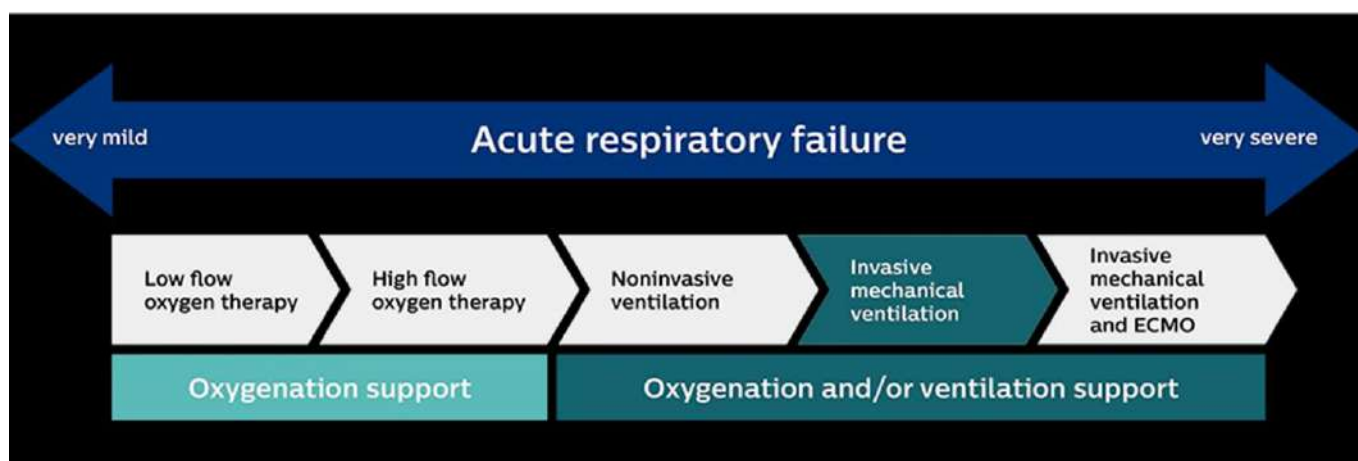 very mild
Acute respiratory failure
very severe
Low flow
oxygen therapy
High flow
oxygen therapy
Noninvasive
ventilation
Invasive
mechanical
ventilation
Invasive
mechanical
ventilation
and ECMO
Oxygenation support
Oxygenation and/or ventilation support